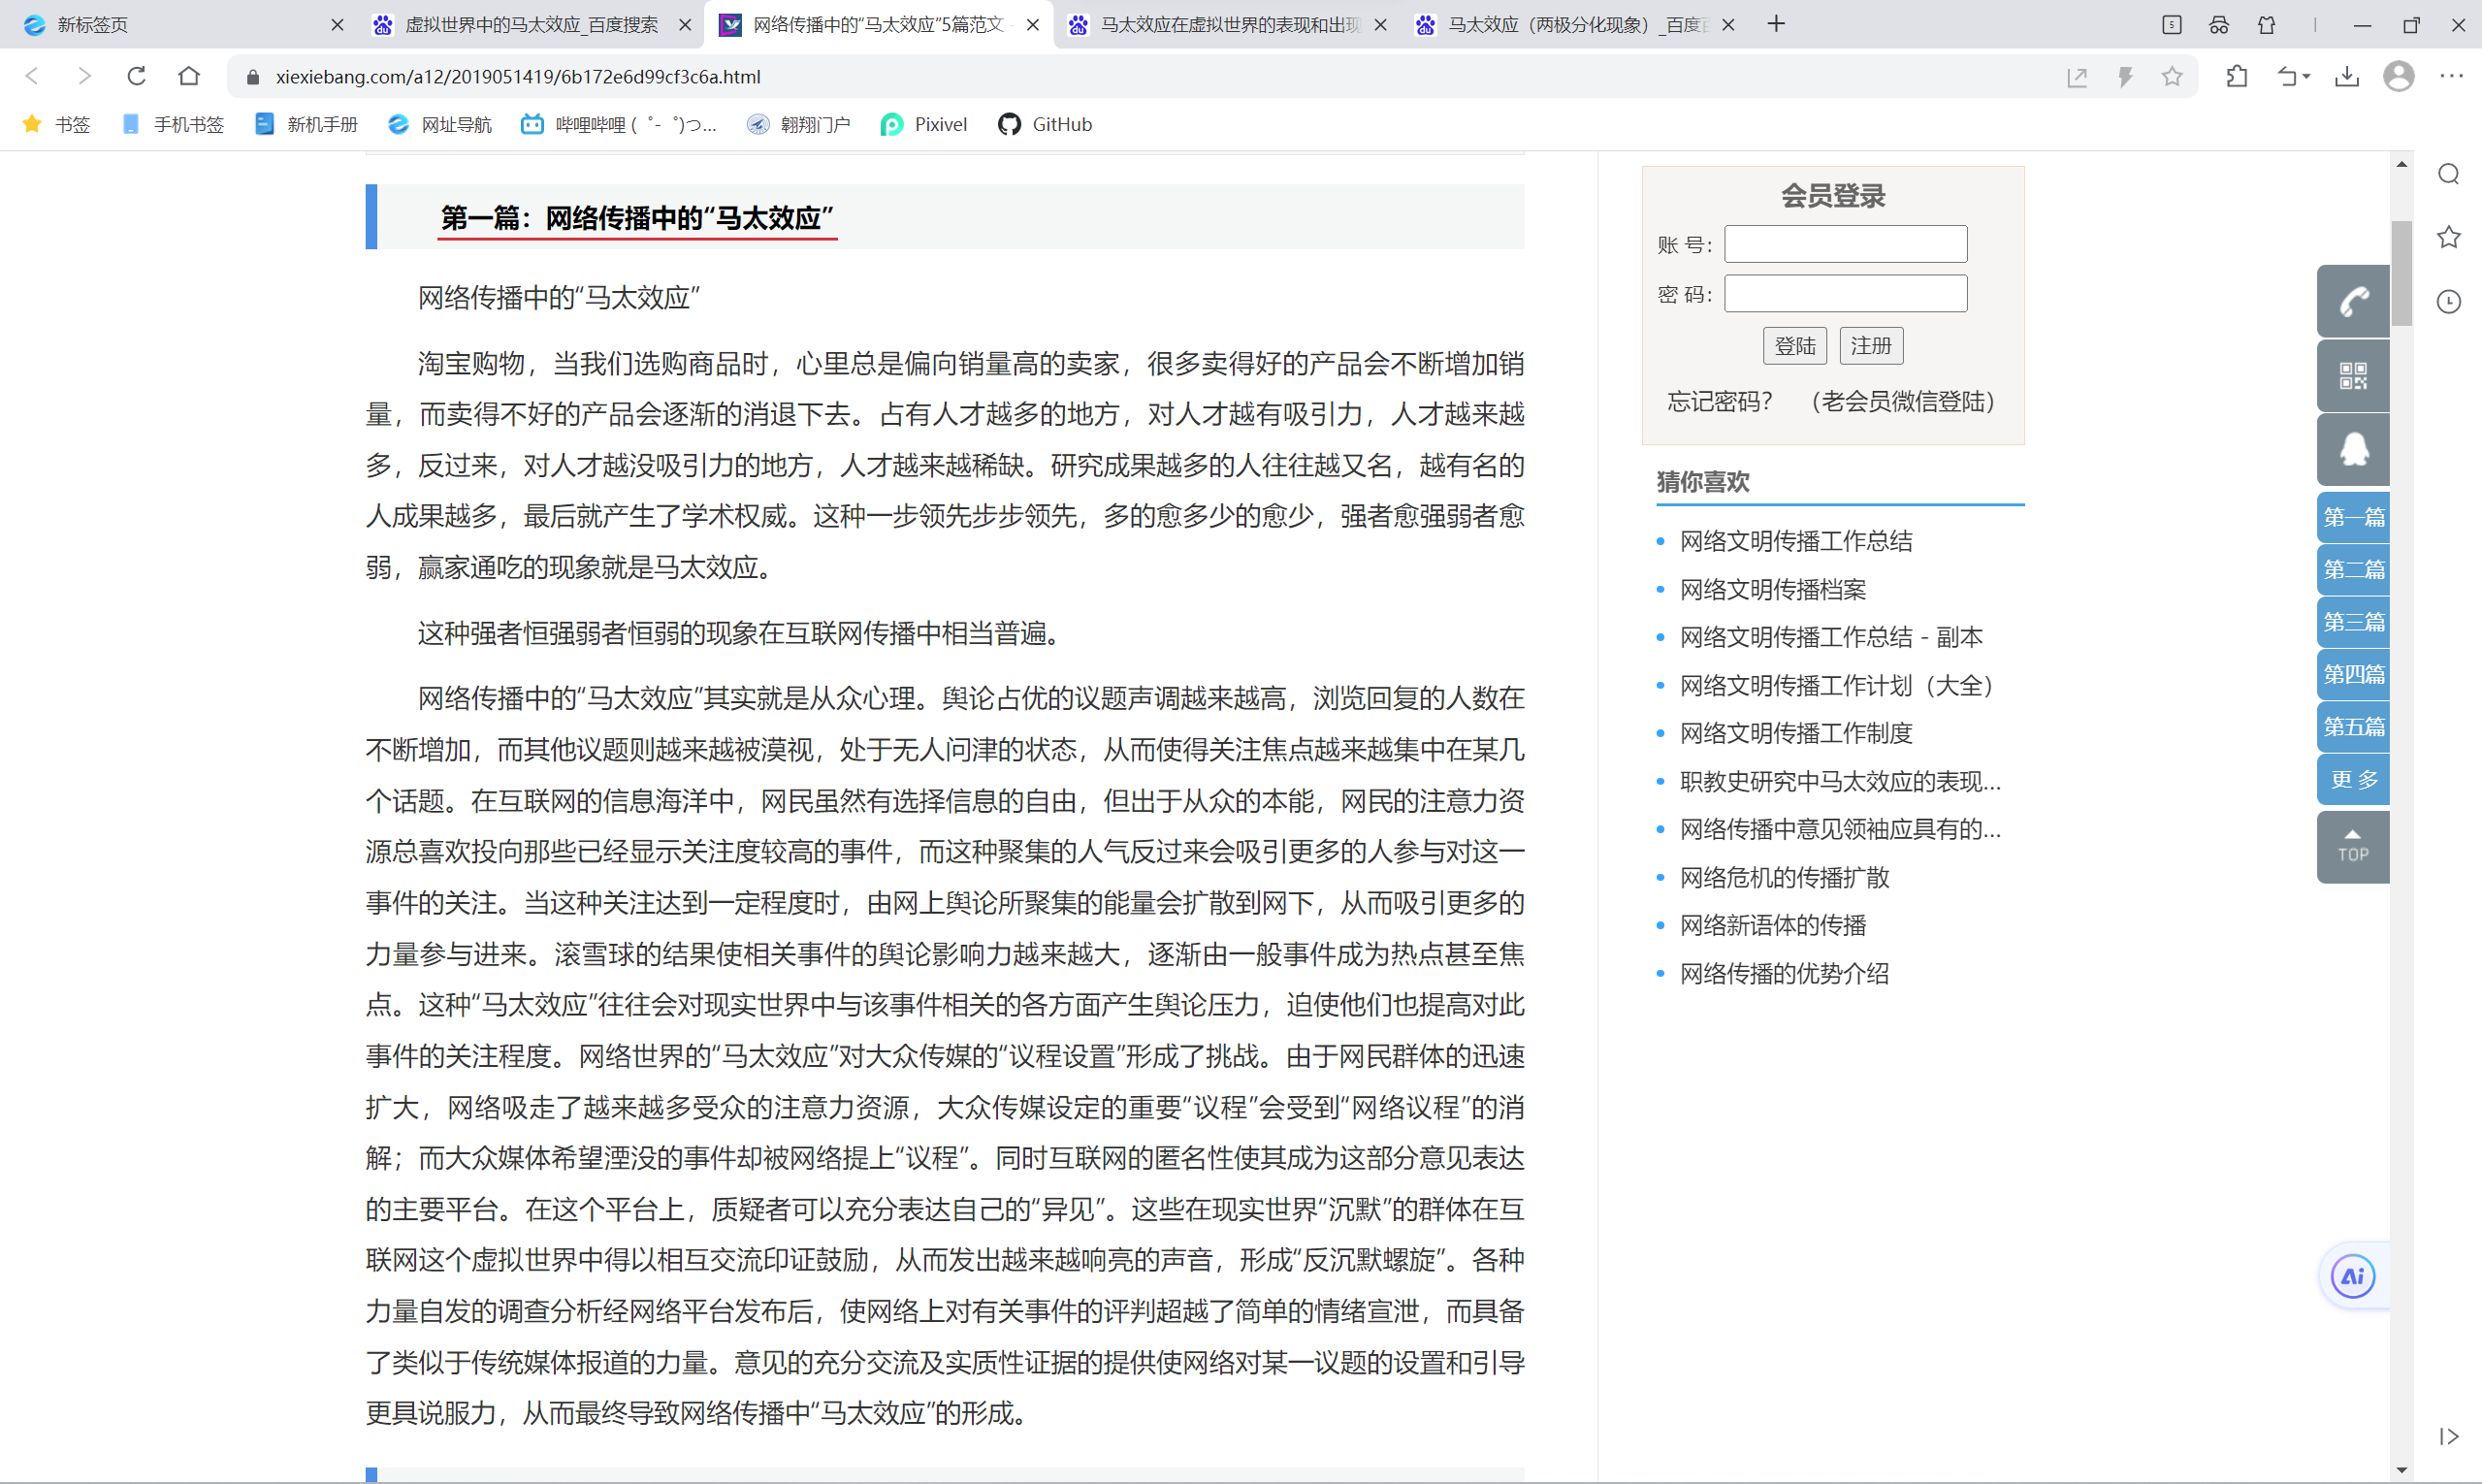 新标签页
虚拟世界中的马太效应_百度搜索
网络传播中的“马太效应”5篇范文
马太效应在虚拟世界的表现和出现
马太效应（两极分化现象）_百度百
5
xiexiebang.com/a12/2019051419/6b172e6d99cf3c6a.html
书签
手机书签
新机手册
网址导航
哔哩哔哩 ( ゜- ゜)つ...
翱翔门户
Pixivel
GitHub
第一篇：网络传播中的“马太效应”
网络传播中的“马太效应”
淘宝购物，当我们选购商品时，心里总是偏向销量高的卖家，很多卖得好的产品会不断增加销
量，而卖得不好的产品会逐渐的消退下去。占有人才越多的地方，对人才越有吸引力，人才越来越
多，反过来，对人才越没吸引力的地方，人才越来越稀缺。研究成果越多的人往往越又名，越有名的
人成果越多，最后就产生了学术权威。这种一步领先步步领先，多的愈多少的愈少，强者愈强弱者愈
弱，赢家通吃的现象就是马太效应。
这种强者恒强弱者恒弱的现象在互联网传播中相当普遍。
网络传播中的“马太效应”其实就是从众心理。舆论占优的议题声调越来越高，浏览回复的人数在
不断增加，而其他议题则越来越被漠视，处于无人问津的状态，从而使得关注焦点越来越集中在某几
个话题。在互联网的信息海洋中，网民虽然有选择信息的自由，但出于从众的本能，网民的注意力资
源总喜欢投向那些已经显示关注度较高的事件，而这种聚集的人气反过来会吸引更多的人参与对这一
事件的关注。当这种关注达到一定程度时，由网上舆论所聚集的能量会扩散到网下，从而吸引更多的
力量参与进来。滚雪球的结果使相关事件的舆论影响力越来越大，逐渐由一般事件成为热点甚至焦
点。这种“马太效应”往往会对现实世界中与该事件相关的各方面产生舆论压力，迫使他们也提高对此
事件的关注程度。网络世界的“马太效应”对大众传媒的“议程设置”形成了挑战。由于网民群体的迅速
扩大，网络吸走了越来越多受众的注意力资源，大众传媒设定的重要“议程”会受到“网络议程”的消
解；而大众媒体希望湮没的事件却被网络提上“议程”。同时互联网的匿名性使其成为这部分意见表达
的主要平台。在这个平台上，质疑者可以充分表达自己的“异见”。这些在现实世界“沉默”的群体在互
联网这个虚拟世界中得以相互交流印证鼓励，从而发出越来越响亮的声音，形成“反沉默螺旋”。各种
力量自发的调查分析经网络平台发布后，使网络上对有关事件的评判超越了简单的情绪宣泄，而具备
了类似于传统媒体报道的力量。意见的充分交流及实质性证据的提供使网络对某一议题的设置和引导
更具说服力，从而最终导致网络传播中“马太效应”的形成。
会员登录
账 号：
密 码：
登陆 注册
忘记密码？ （老会员微信登陆）
猜你喜欢
网络文明传播工作总结
网络文明传播档案
网络文明传播工作总结 - 副本
网络文明传播工作计划（大全）
网络文明传播工作制度
职教史研究中马太效应的表现...
网络传播中意见领袖应具有的...
网络危机的传播扩散
网络新语体的传播
网络传播的优势介绍
第一篇
第二篇
第三篇
第四篇
第五篇
更 多
TOP
Ai